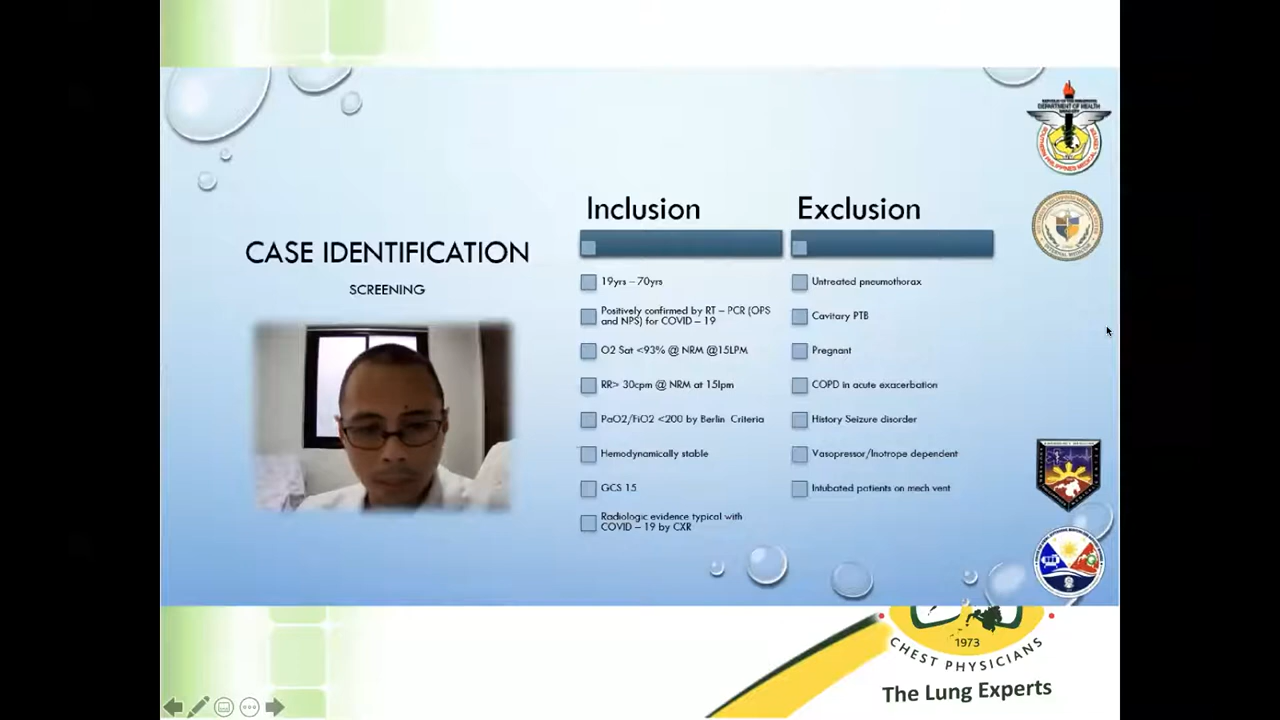 CASE IDENTIFICATION
SCREENING
Inclusion
19yrs – 70yrs
Positively confirmed by RT – PCR (OPS
and NPS) for COVID – 19
O2 Sat <93% @ NRM @15LPM
RR> 30cpm @ NRM at 15lpm
PaO2/FiO2 <200 by Berlin Criteria
Hemodynamically stable
GCS 15
Radiologic evidence typical with
COVID – 19 by CXR
Exclusion
Untreated pneumothorax
Cavitary PTB
Pregnant
COPD in acute exacerbation
History Seizure disorder
Vasopressor/Inotrope dependent
Intubated patients on mech vent
DEPARTMENT OF HEALTH
1973
CHEST PHYSICIANS
The Lung Experts